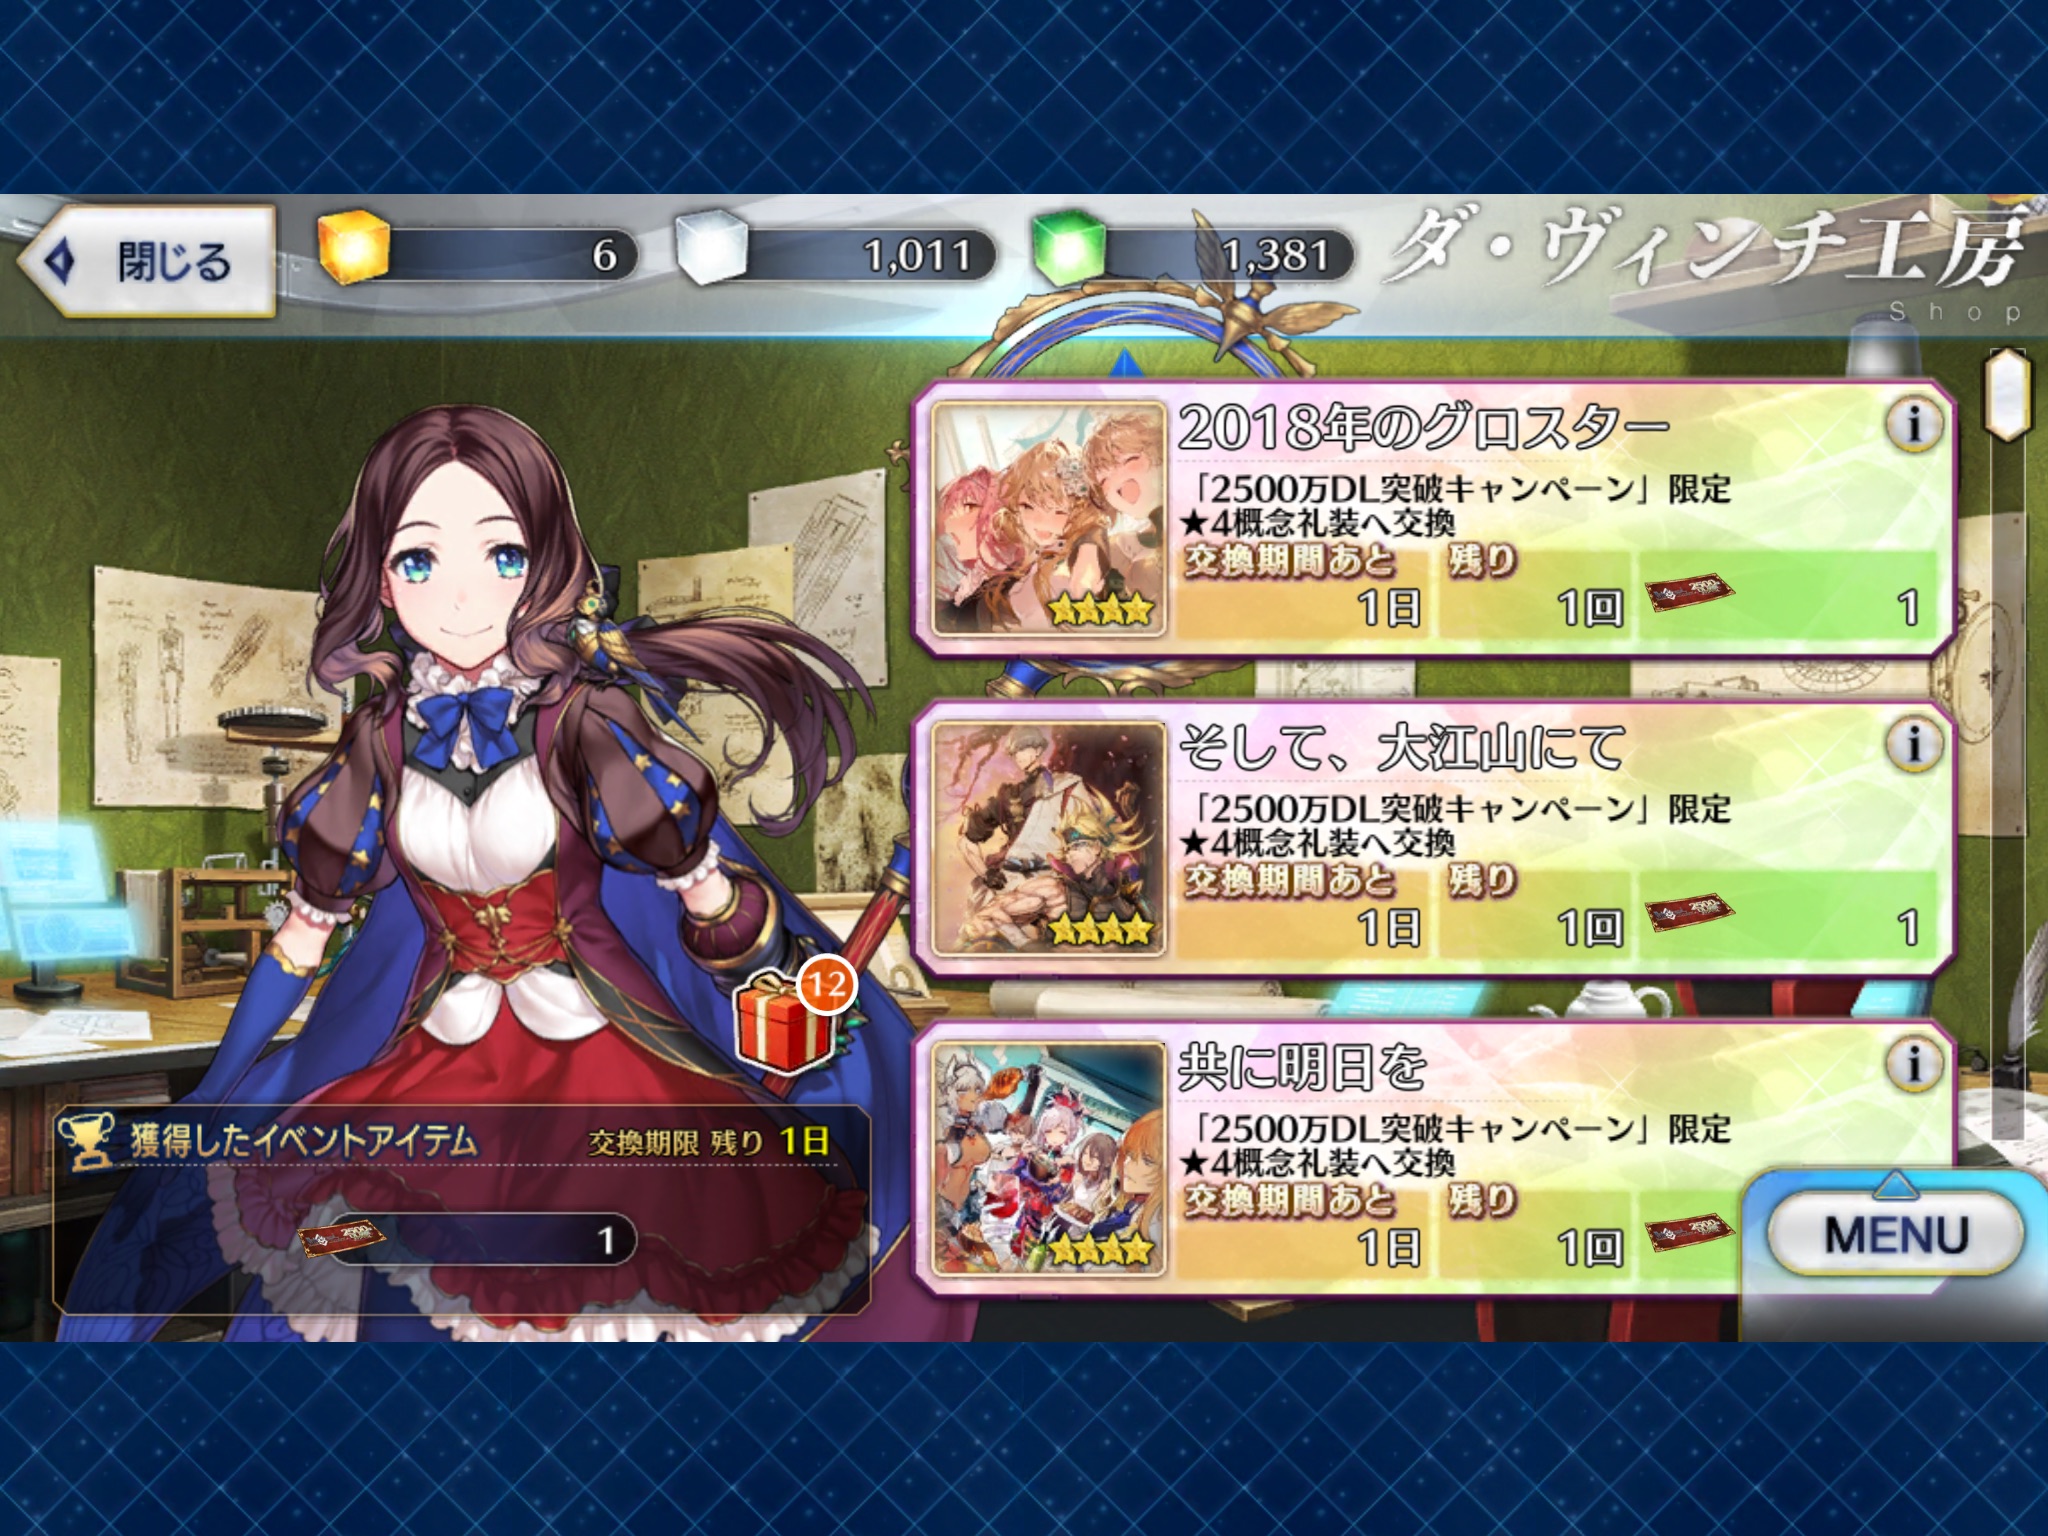 閉じる
6
1,011
1,381
ダ・ヴィンチ工房
Shop
2018年のグロスター
「2500万DL突破キャンペーン」限定
★4概念礼装へ交換
交換期間あと 残り
1日 1回 1
そして、大江山にて
「2500万DL突破キャンペーン」限定
★4概念礼装へ交換
交換期間あと 残り
1日 1回 1
共に明日を
「2500万DL突破キャンペーン」限定
★4概念礼装へ交換
交換期間あと 残り
1日 1回
12
獲得したイベントアイテム 交換期限 残り 1日
1
MENU